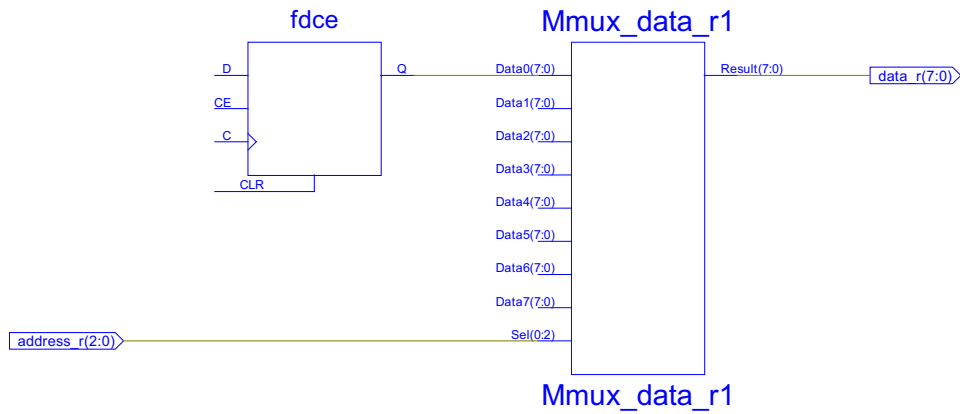 fdce
Mmux_data_r1
D
Q
Data0(7:0)
Result(7:0)
data_r(7:0)
CE
Data1(7:0)
C
Data2(7:0)
Data3(7:0)
CLR
Data4(7:0)
Data5(7:0)
Data6(7:0)
Data7(7:0)
address_r(2:0)
Sel(0:2)
Mmux_data_r1